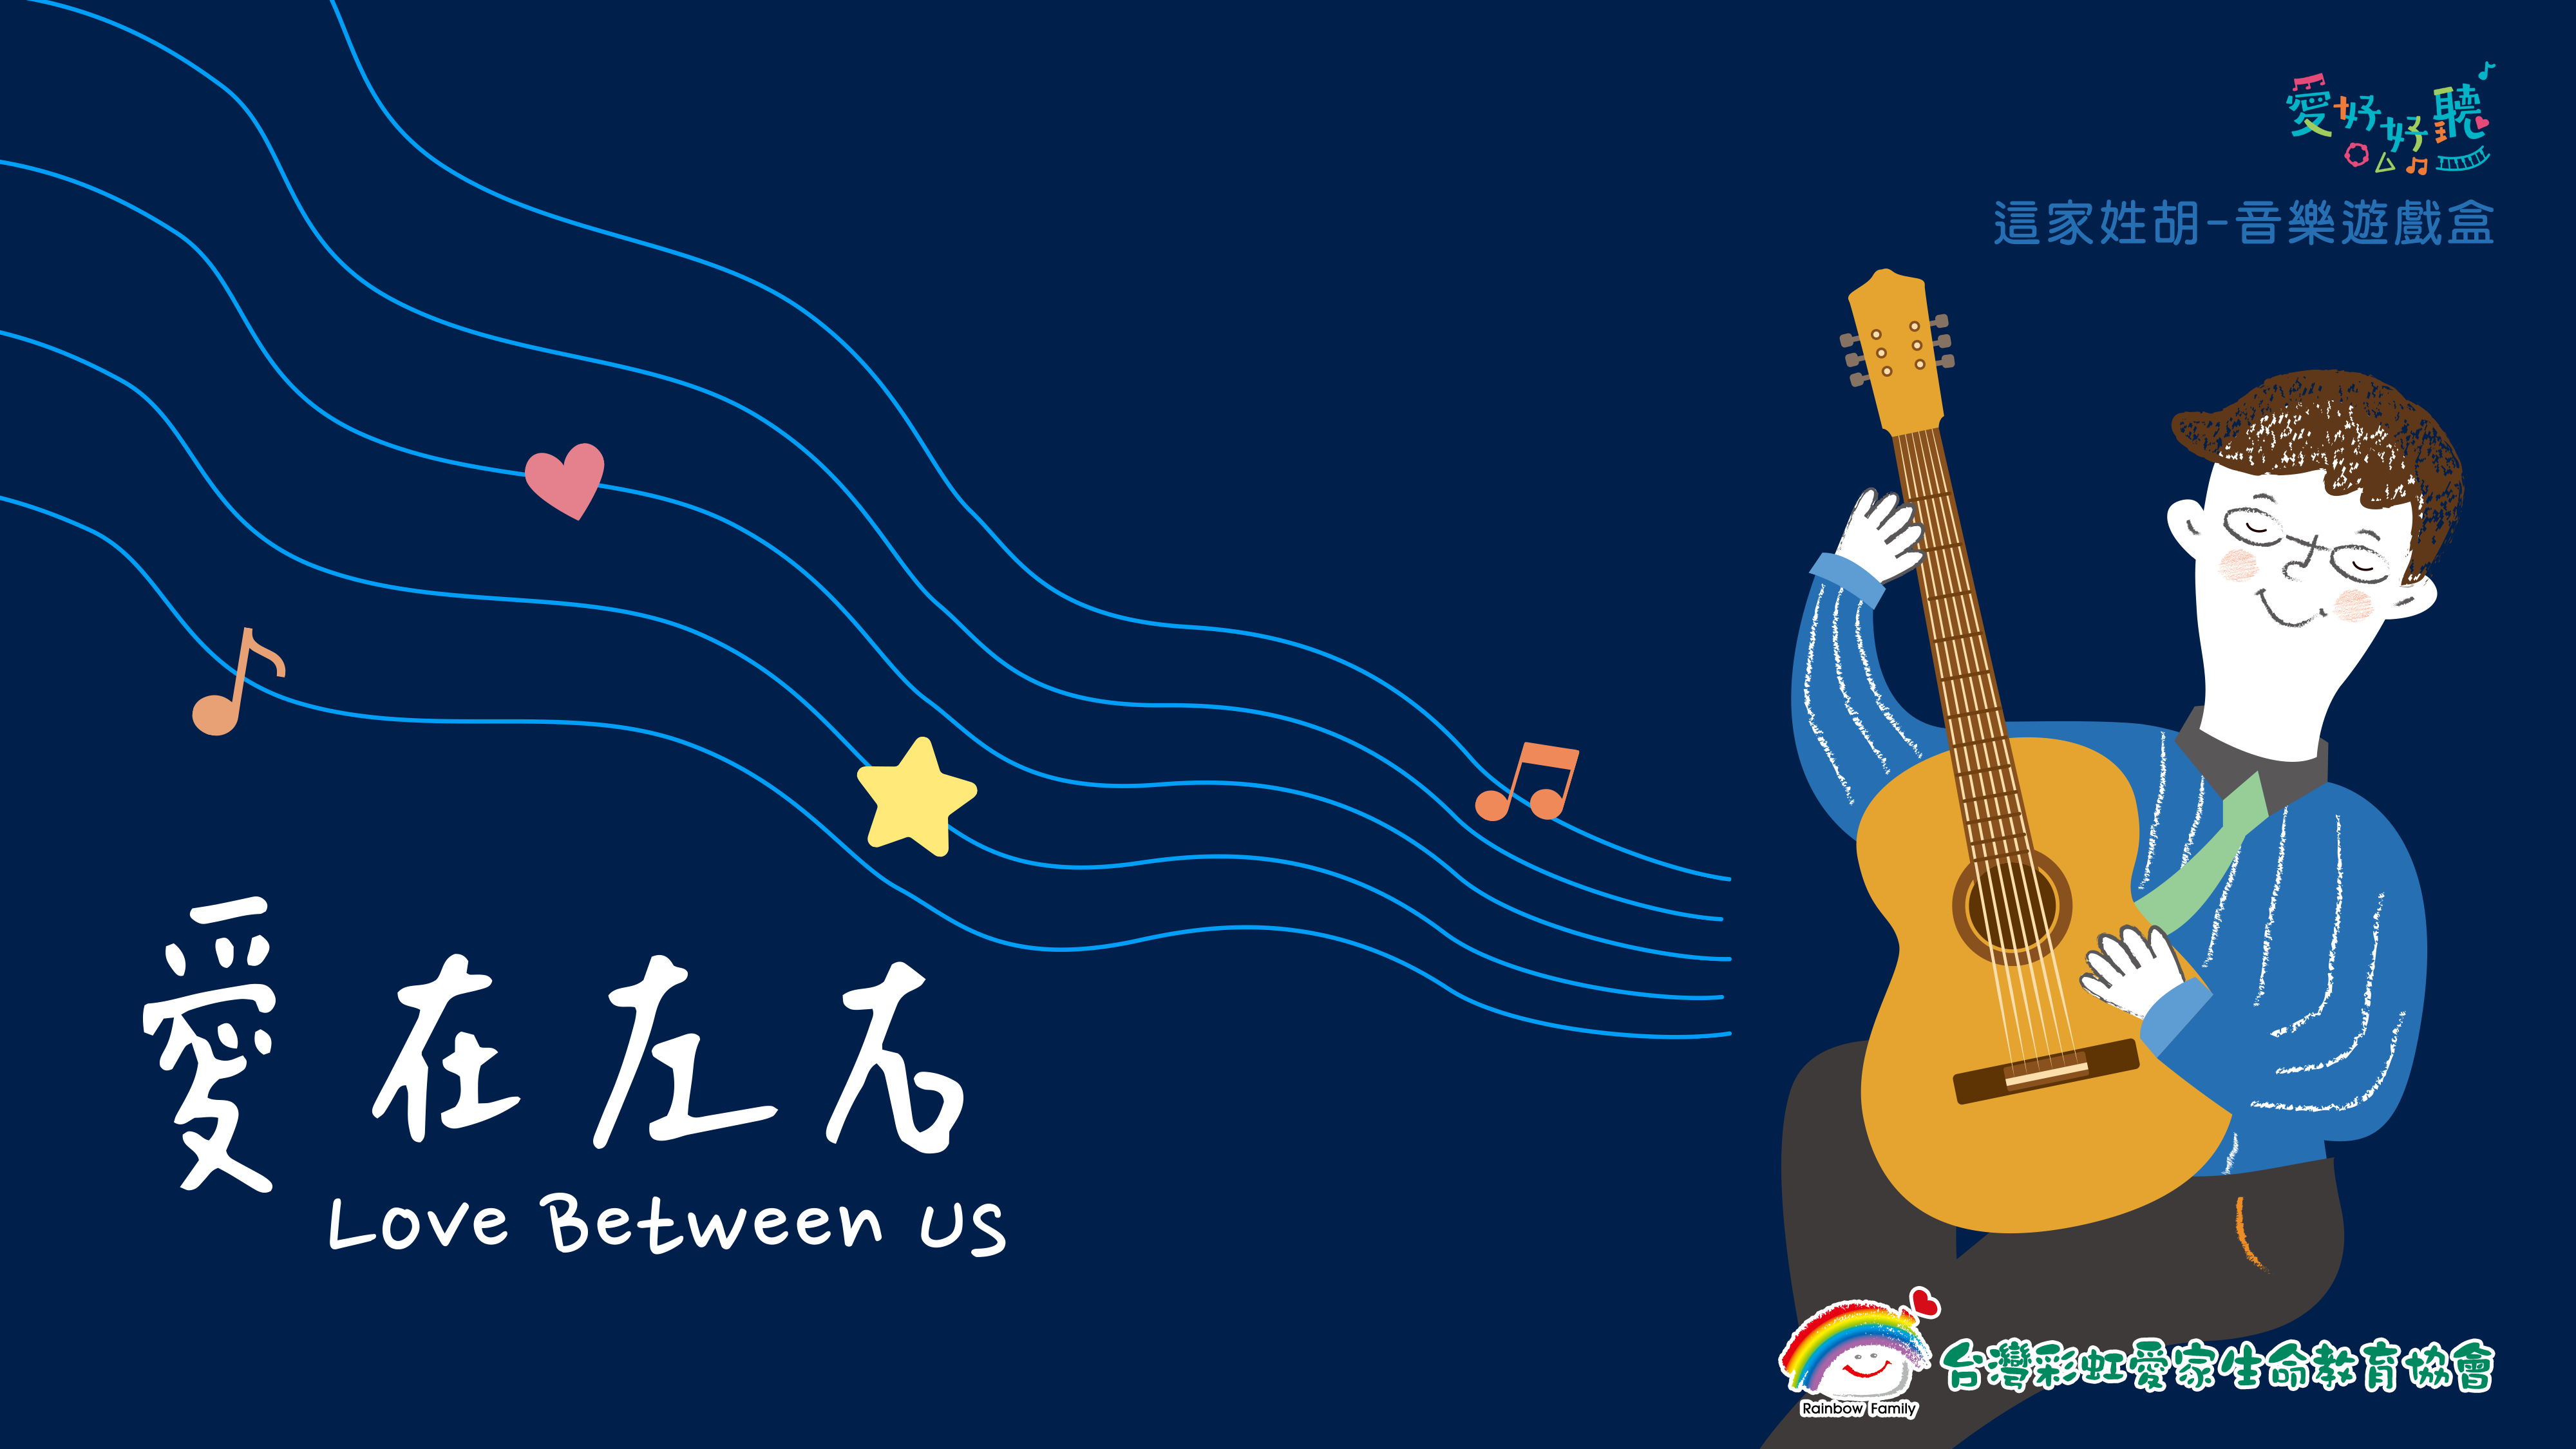 愛好好聽
這家姓胡-音樂遊戲盒
愛在左右
Love Between us
Rainbow Family
台灣彩虹愛家生命教育協會